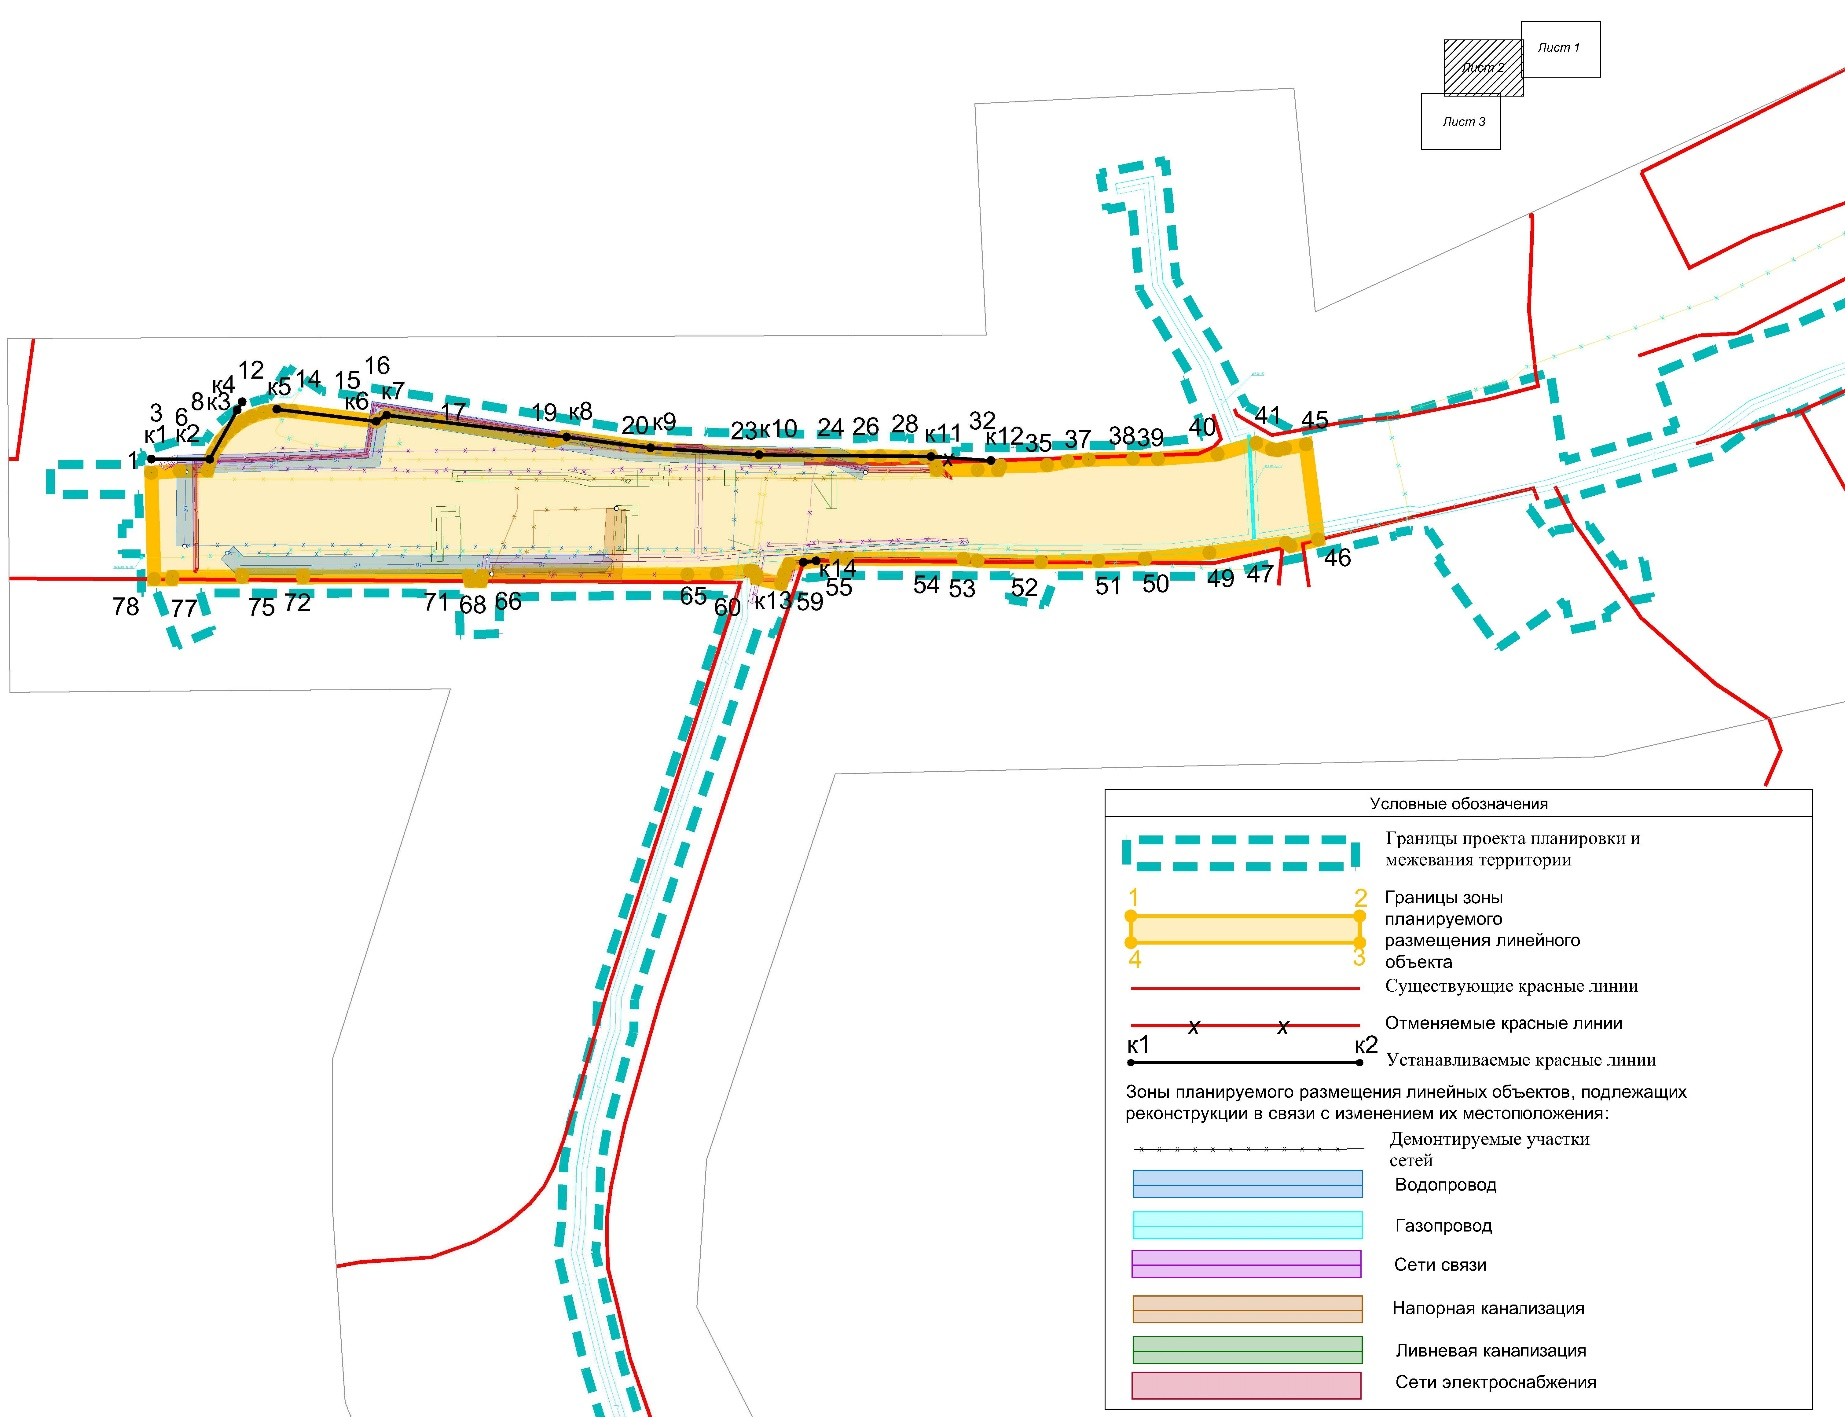 Лист 1
Лист 2
Лист 3
12
16
к4
к5
14
15
к7
8
к3
к6
3
6
17
19
к8
20
к9
к1
к2
23
к10
24
26
28
32
к11
к12
35
37
38
39
40
41
45
1
78
77
75
72
71
68
66
65
60
к13
59
к14
55
54
53
52
51
50
49
47
46
Условные обозначения
Границы проекта планировки и
межевания территории
1
2
4
3
Границы зоны
планируемого
размещения линейного
объекта
Существующие красные линии
х
х
Отменяемые красные линии
к1
к2
Устанавливаемые красные линии
Зоны планируемого размещения линейных объектов, подлежащих
реконструкции в связи с изменением их местоположения:
Демонтируемые участки
сетей
Водопровод
Газопровод
Сети связи
Напорная канализация
Ливневая канализация
Сети электроснабжения